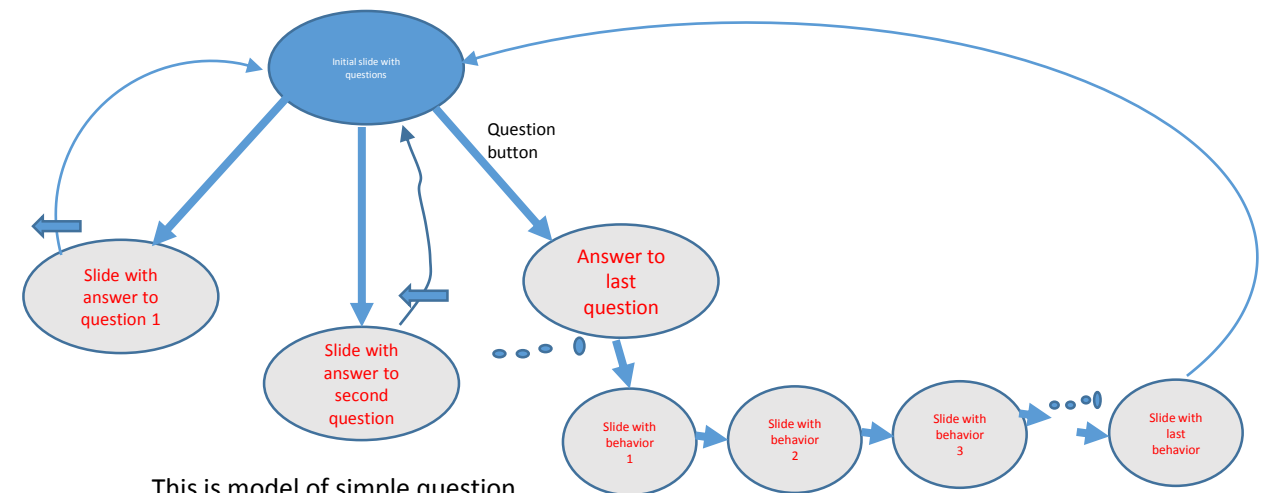 Initial slide with
questions
Question
button
Answer to
last
question
Slide with
answer to
question 1
Slide with
answer to
second
question
Slide with
behavior
1
Slide with
behavior
2
Slide with
behavior
3
Slide with
last
behavior
This is model of simple question